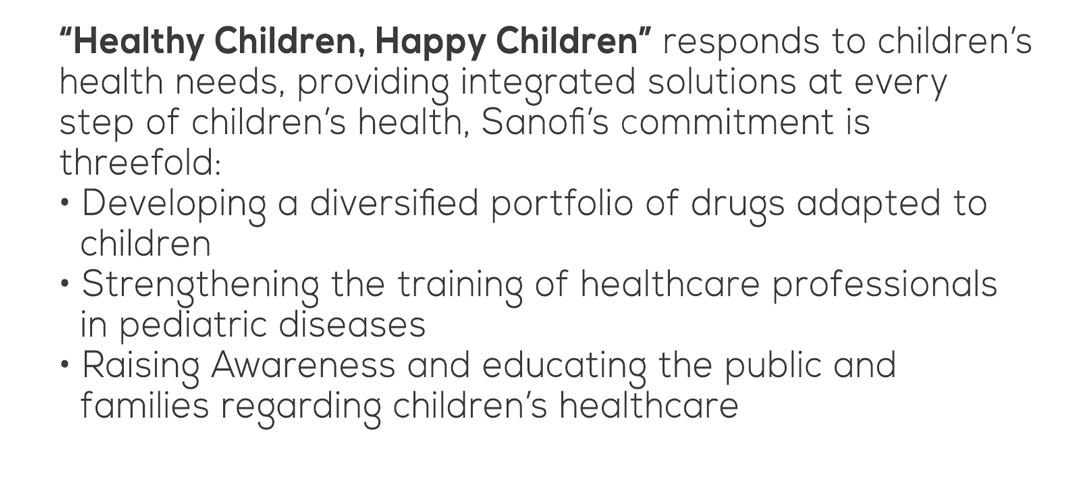 “Healthy Children, Happy Children” responds to children’s
health needs, providing integrated solutions at every
step of children’s health, Sanofi’s commitment is
threefold:
• Developing a diversified portfolio of drugs adapted to
children
• Strengthening the training of healthcare professionals
in pediatric diseases
• Raising Awareness and educating the public and
families regarding children’s healthcare